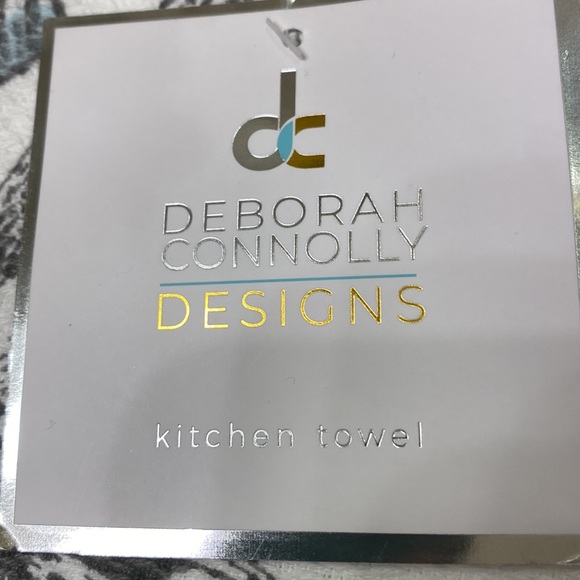 dc
DEBORAH
CONNOLLY
DESIGNS
kitchen towel